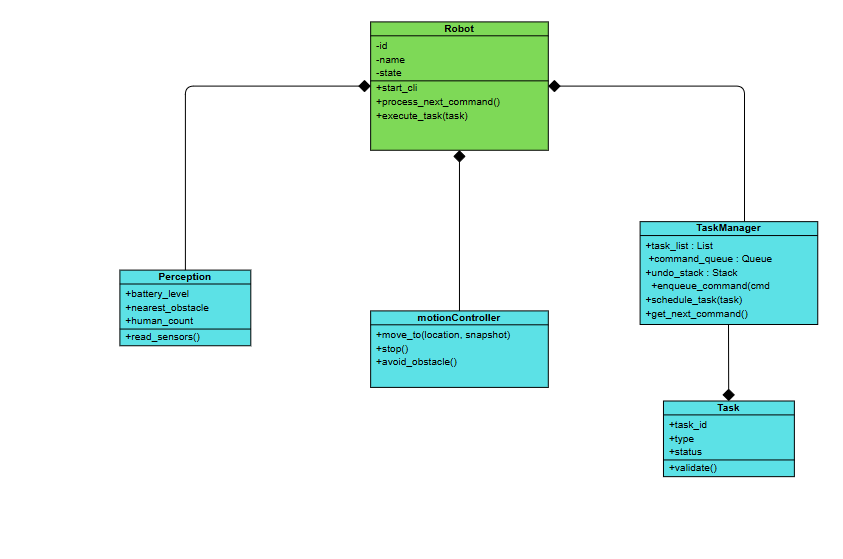 Robot
-id
-name
-state
+start_cli
+process_next_command()
+execute_task(task)
Perception
+battery_level
+nearest_obstacle
+human_count
+read_sensors()
motionController
+move_to(location, snapshot)
+stop()
+avoid_obstacle()
TaskManager
+task_list : List
+command_queue : Queue
+undo_stack : Stack
+enqueue_command(cmd
+schedule_task(task)
+get_next_command()
Task
+task_id
+type
+status
+validate()